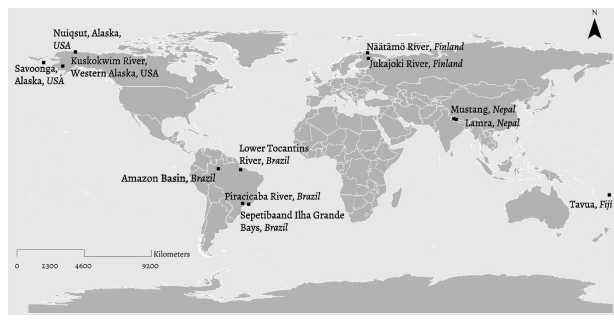 Nuiqsut, Alaska,
USA
Kuskokwim River,
Western Alaska, USA
Savoonga,
Alaska, USA
Näätämö River, Finland
Jukajoki River, Finland
Mustang, Nepal
Lamra, Nepal
Lower Tocantins
River, Brazil
Amazon Basin, Brazil
Piracicaba River, Brazil
Sepetibaand Ilha Grande
Bays, Brazil
Tavua, Fiji
Kilometers
0 2300 4600 9200
N